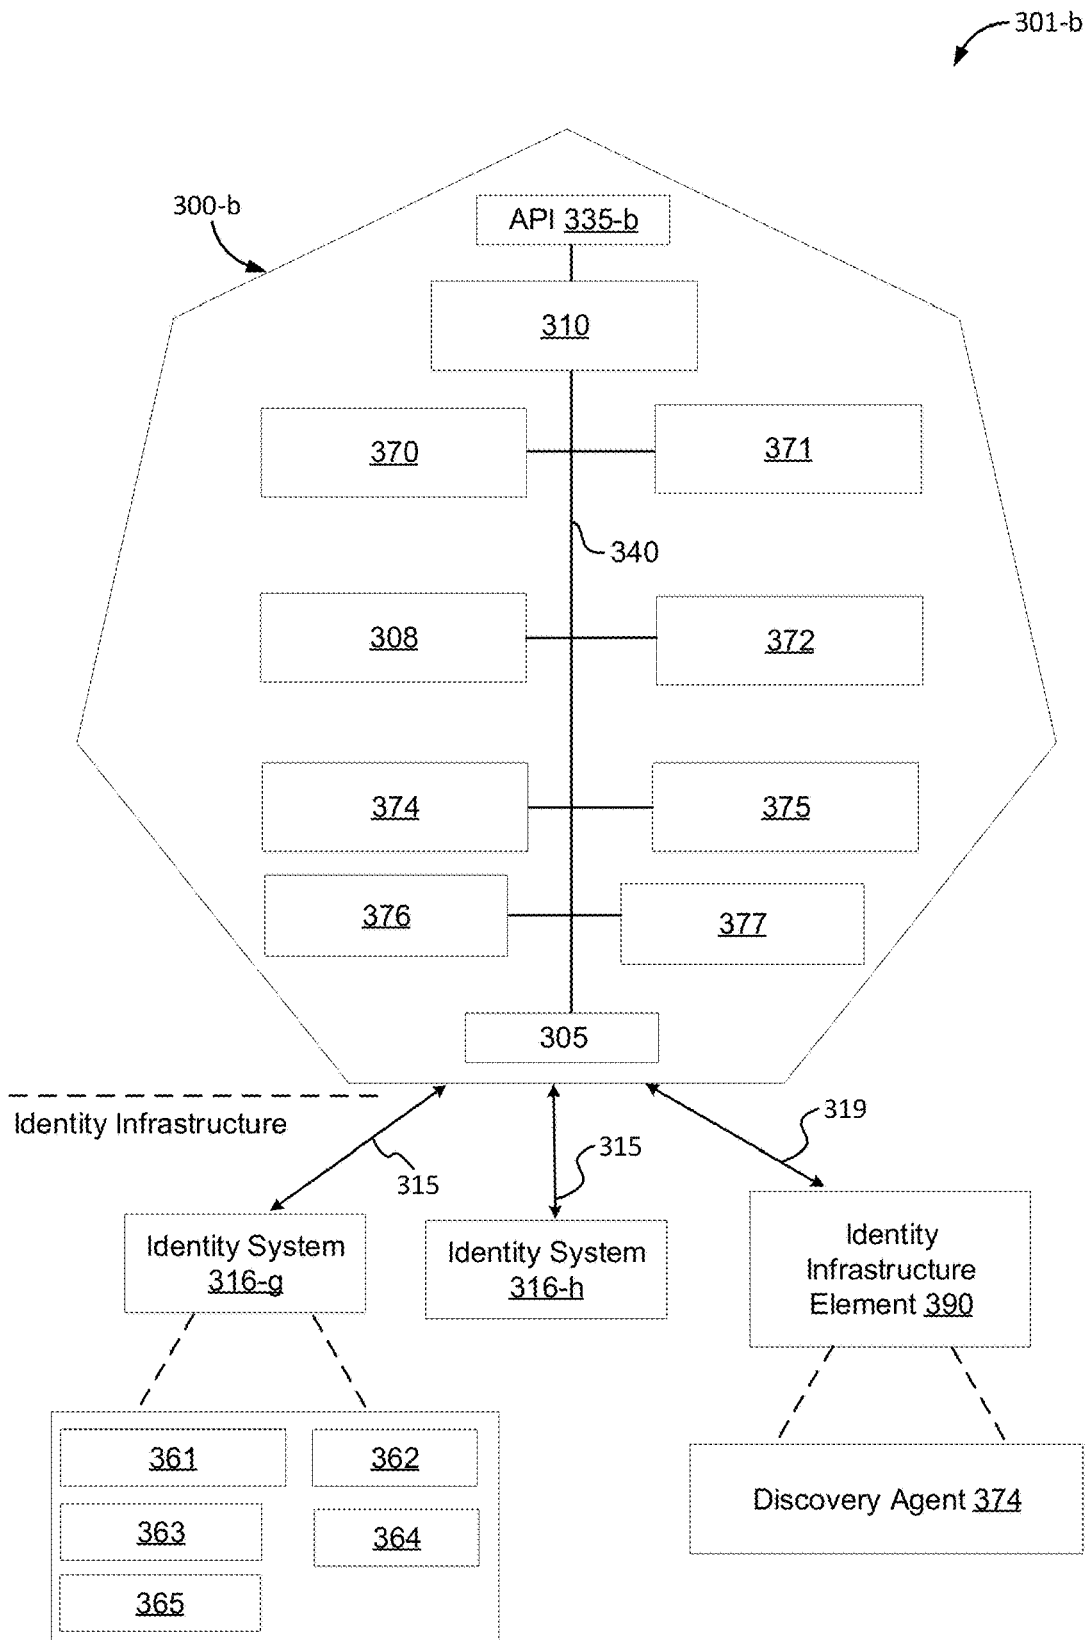 301-b
300-b
API 335-b
310
370
371
340
308
372
374
375
376
377
305
Identity Infrastructure
315
315
319
Identity System
316-g
Identity System
316-h
Identity
Infrastructure
Element 390
361
362
363
364
365
Discovery Agent 374